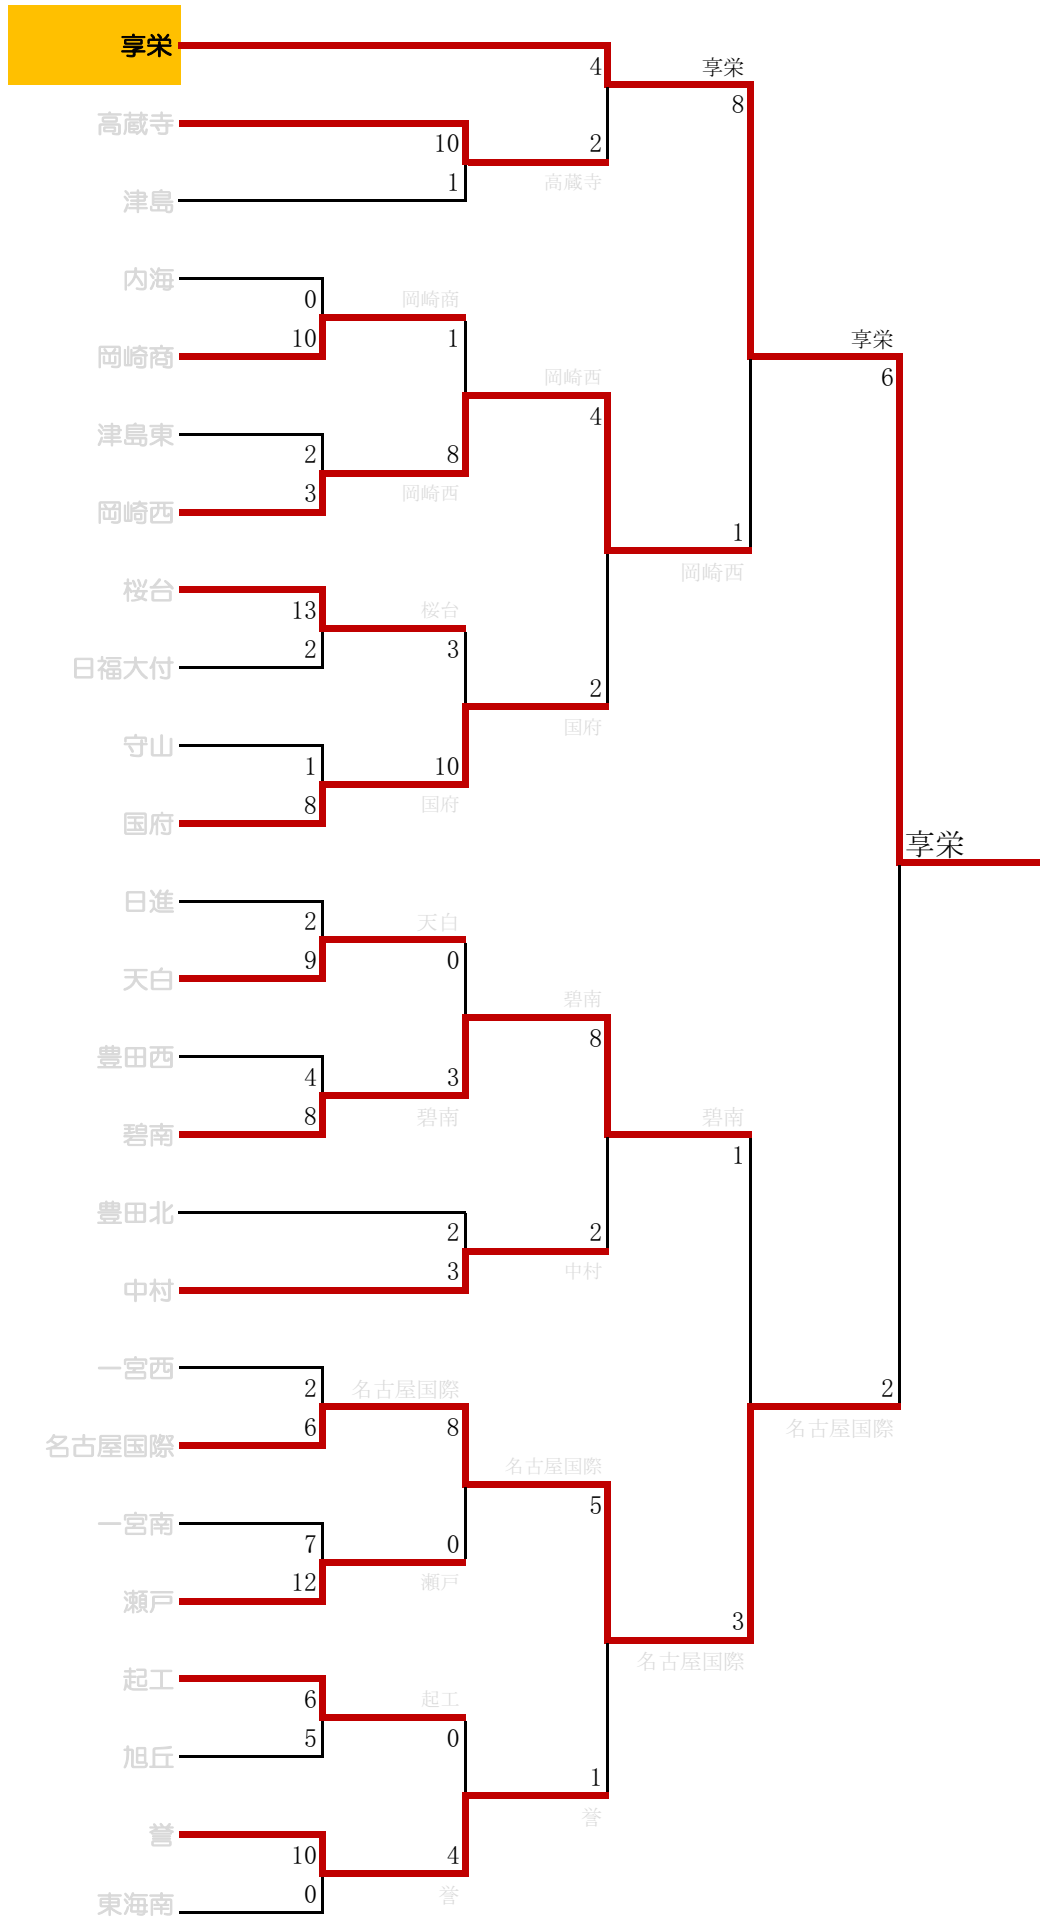 享栄
4
享栄
8
高蔵寺
10
2
津島
1
高蔵寺
内海
0
岡崎商
岡崎商
10
1
享栄
6
岡崎西
4
津島東
2
8
岡崎西
3
岡崎西
1
岡崎西
桜台
13
桜台
日福大付
2
3
2
国府
守山
1
10
国府
8
国府
享栄
日進
2
天白
天白
9
0
碧南
8
豊田西
4
3
碧南
8
碧南
碧南
1
豊田北
2
2
中村
中村
3
一宮西
2
名古屋国際
2
名古屋国際
名古屋国際
6
8
名古屋国際
5
一宮南
7
0
瀬戸
12
瀬戸
3
名古屋国際
起工
6
起工
旭丘
5
0
1
誉
誉
10
4
東海南
0
誉